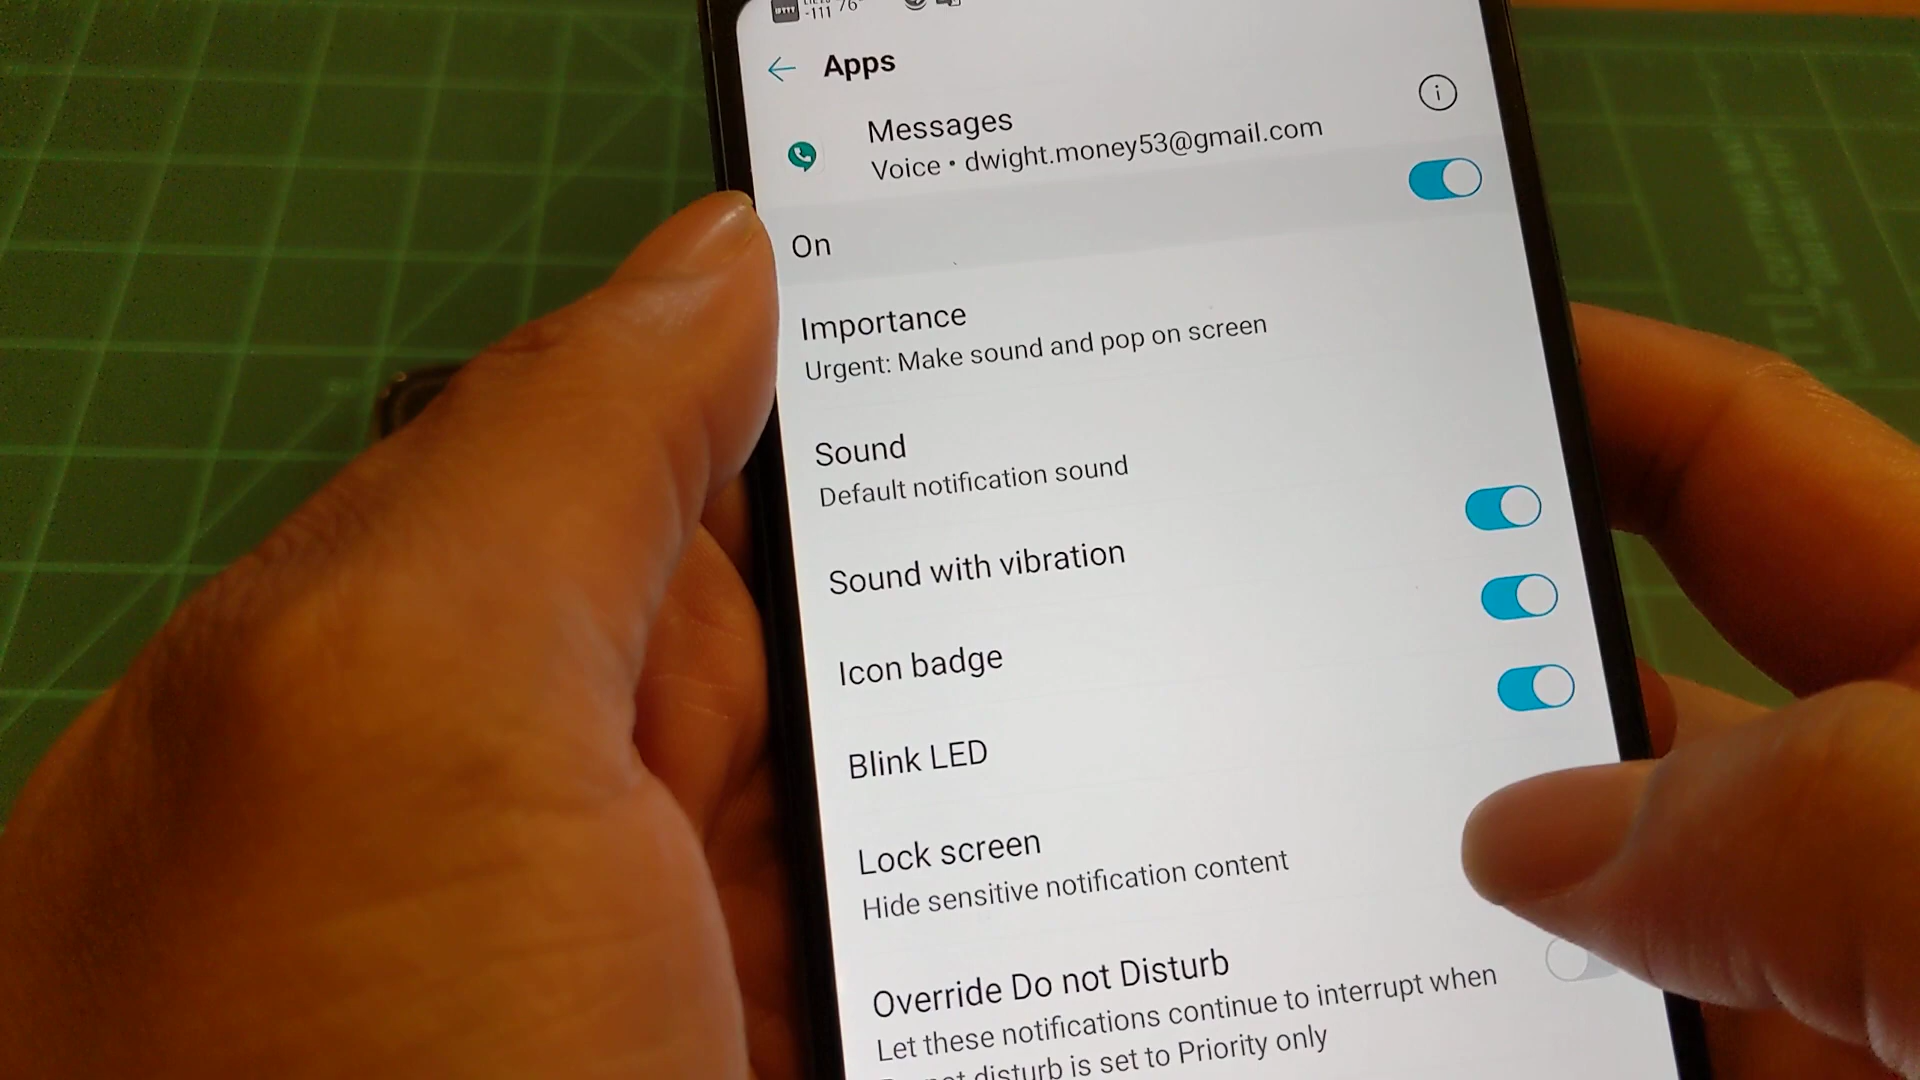 -111 76°
Apps
Messages
Voice • dwight.money53@gmail.com
On
Importance
Urgent: Make sound and pop on screen
Sound
Default notification sound
Sound with vibration
Icon badge
Blink LED
Lock screen
Hide sensitive notification content
Override Do not Disturb
Let these notifications continue to interrupt when
disturb is set to Priority only